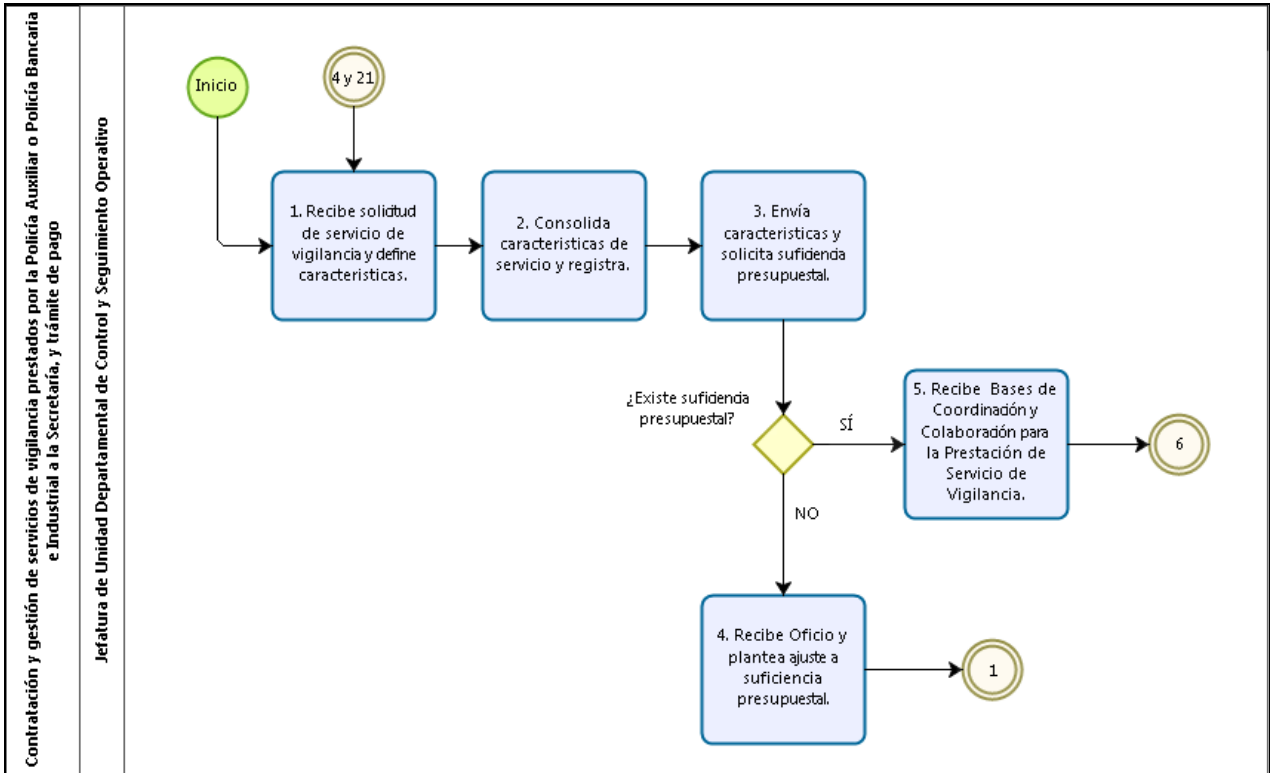 Contratación y gestión de servicios de vigilancia prestados por la Policía Auxiliar o Policía Bancaria
e Industrial a la Secretaría, y trámite de pago
Jefatura de Unidad Departamental de Control y Seguimiento Operativo
Inicio
4 y 21
1. Recibe solicitud
de servicio de
vigilancia y define
caracteristicas.
2. Consolida
caracteristicas de
servicio y registra.
3. Envía
caracteristicas y
solicita suficiencia
presupuestal.
¿Existe suficiencia
presupuestal?
SÍ
5. Recibe Bases de
Coordinación y
Colaboración para
la Prestación de
Servicio de
Vigilancia.
6
NO
4. Recibe Oficio y
plantea ajuste a
suficiencia
presupuestal.
1